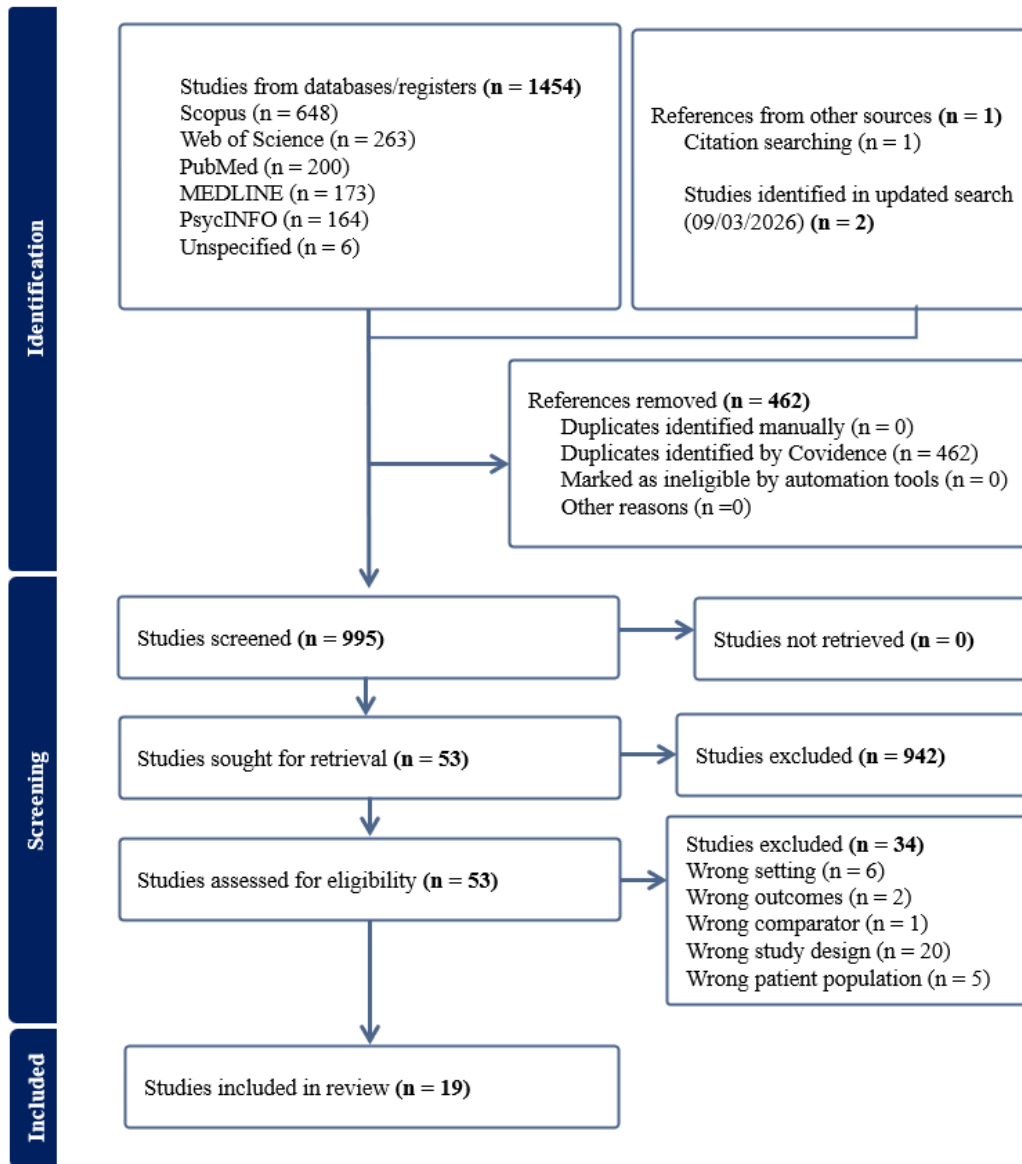 Identification
Studies from databases/registers (n = 1454)
Scopus (n = 648)
Web of Science (n = 263)
PubMed (n = 200)
MEDLINE (n = 173)
PsycINFO (n = 164)
Unspecified (n = 6)
References from other sources (n = 1)
Citation searching (n = 1)
Studies identified in updated search
(09/03/2026) (n = 2)
References removed (n = 462)
Duplicates identified manually (n = 0)
Duplicates identified by Covidence (n = 462)
Marked as ineligible by automation tools (n = 0)
Other reasons (n =0)
Screening
Studies screened (n = 995)
Studies not retrieved (n = 0)
Studies sought for retrieval (n = 53)
Studies excluded (n = 942)
Studies assessed for eligibility (n = 53)
Studies excluded (n = 34)
Wrong setting (n = 6)
Wrong outcomes (n = 2)
Wrong comparator (n = 1)
Wrong study design (n = 20)
Wrong patient population (n = 5)
Included
Studies included in review (n = 19)